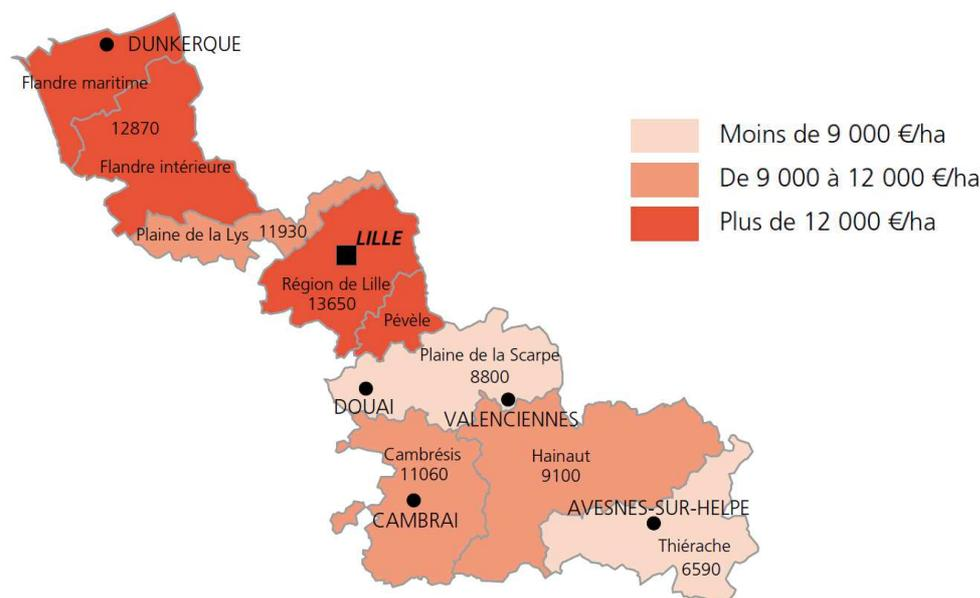 DUNKERQUE
Flandre maritime
12870
Flandre intérieure
Plaine de la Lys
11930
LILLE
Région de Lille
13650
Pévèle
Plaine de la Scarpe
8800
DOUAI
VALENCIENNES
Cambrésis
11060
CAMBRAI
Hainaut
9100
AVESNES-SUR-HELPE
Thiérache
6590
Moins de 9 000 €/ha
De 9 000 à 12 000 €/ha
Plus de 12 000 €/ha